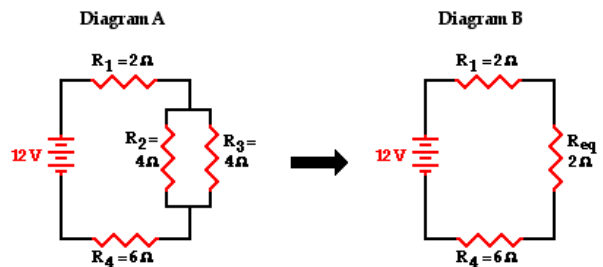 Diagram A
Diagram B
R₁ = 2 Ω
R₂ =
4 Ω
R₃ =
4 Ω
12 V
R₄ = 6 Ω
R₁ = 2 Ω
12 V
Req
2 Ω
R₄ = 6 Ω